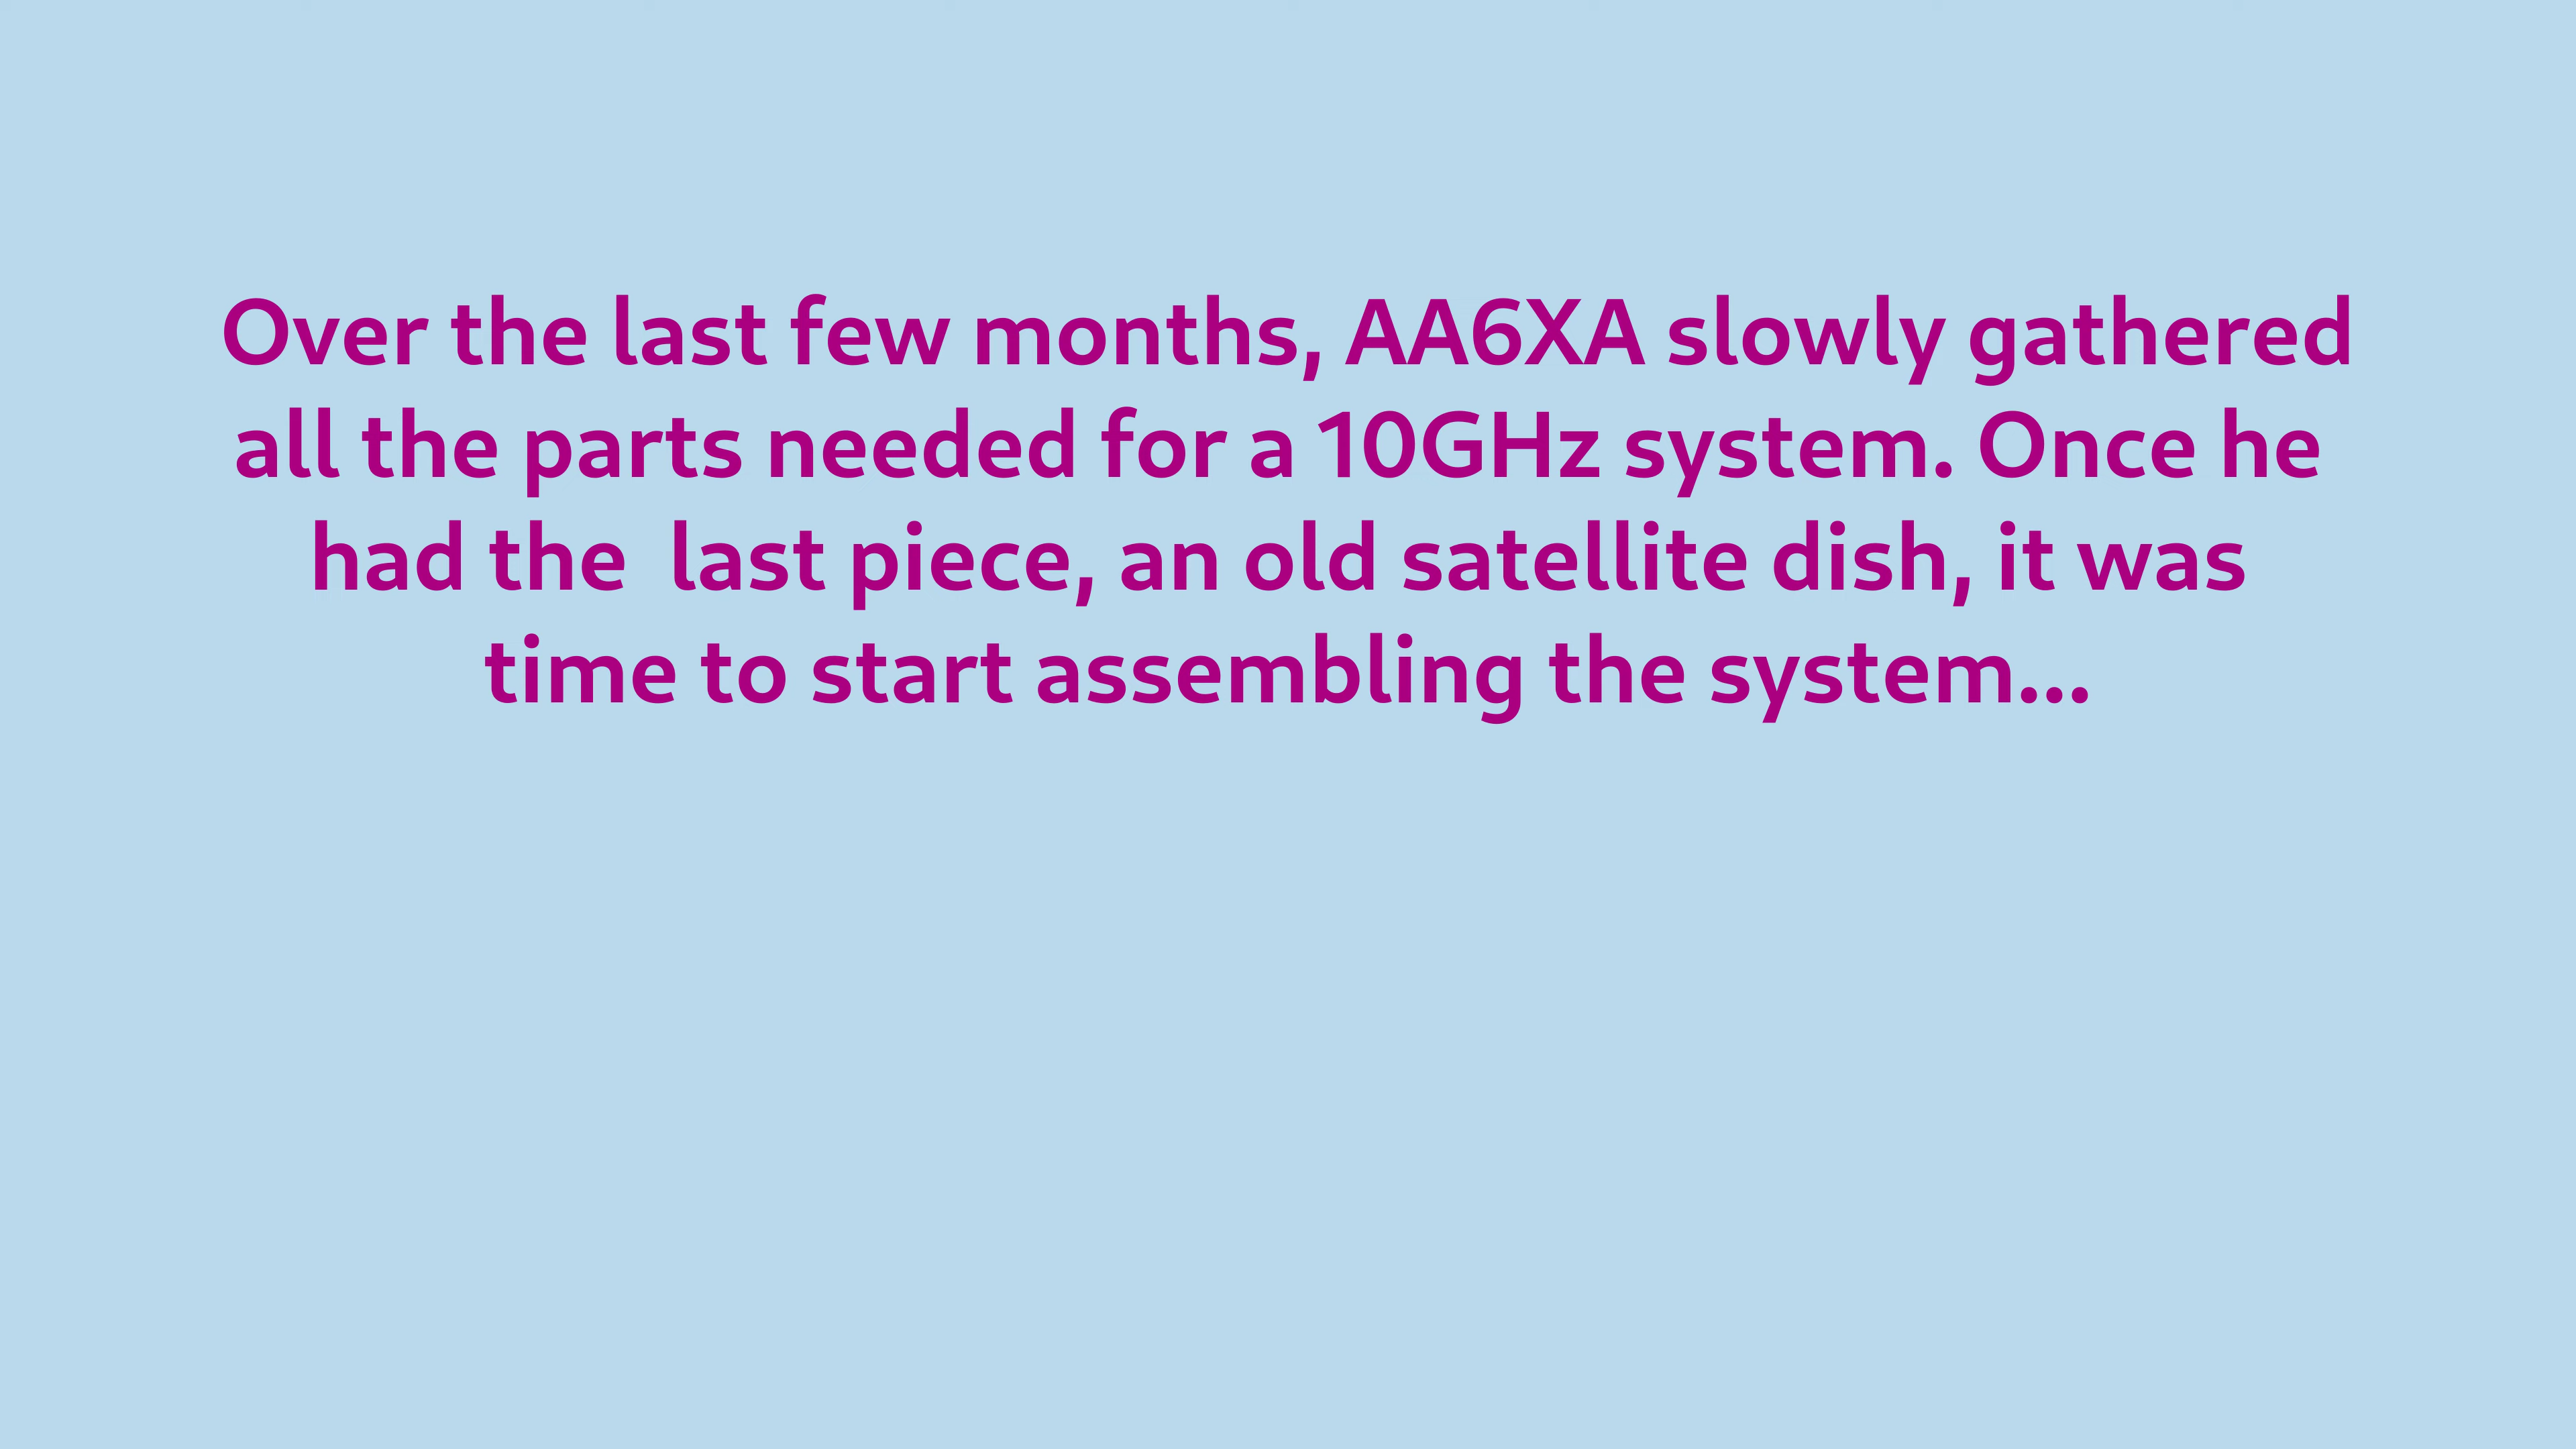 Over the last few months, AA6XA slowly gathered
all the parts needed for a 10GHz system. Once he
had the  last piece, an old satellite dish, it was
time to start assembling the system...